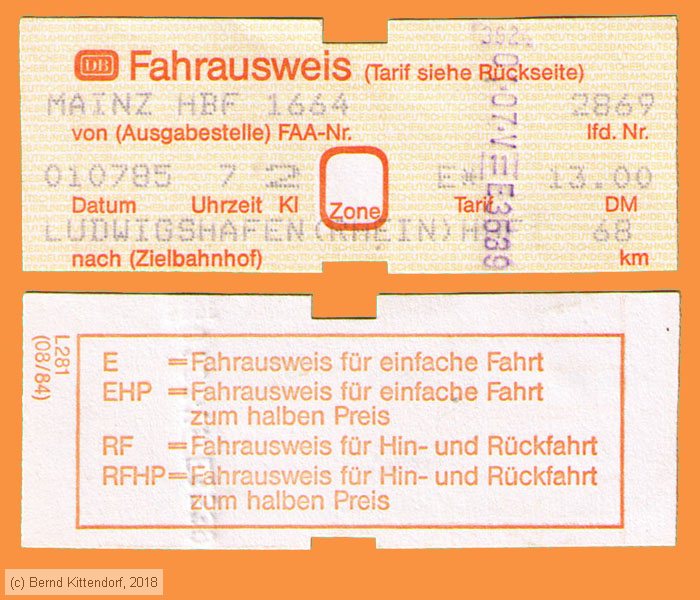 DB Fahrausweis (Tarif siehe Rückseite)
MAINZ HBF 1664 2869
von (Ausgabestelle) FAA-Nr. lfd. Nr.
010785 7 2 E* 13.00
Datum Uhrzeit Kl Zone Tarif DM
LUDWIGSHAFEN(RHEIN)H 68
nach (Zielbahnhof) km
07·V E3539
L281
(08/84)
E =Fahrausweis für einfache Fahrt
EHP =Fahrausweis für einfache Fahrt
zum halben Preis
RF =Fahrausweis für Hin- und Rückfahrt
RFHP=Fahrausweis für Hin- und Rückfahrt
zum halben Preis
(c) Bernd Kittendorf, 2018